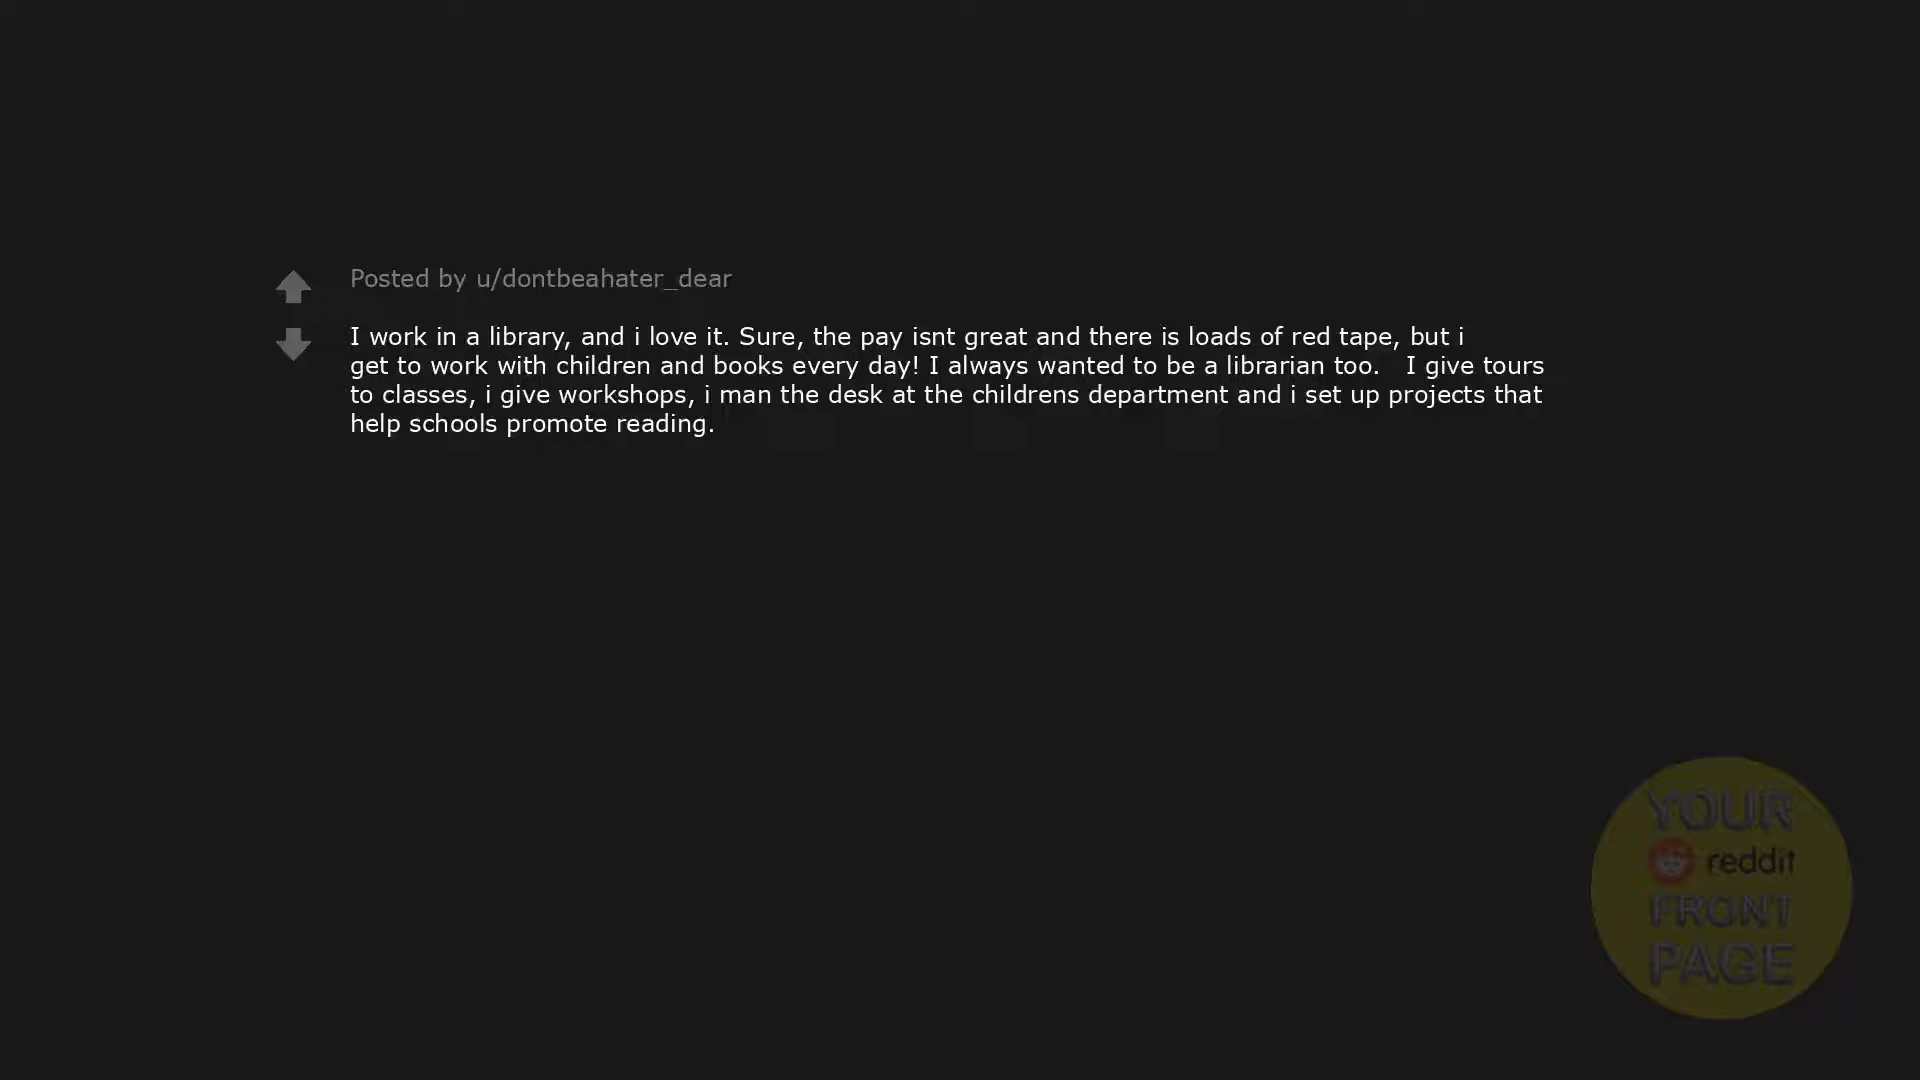 Posted by u/dontbeahater_dear
I work in a library, and i love it. Sure, the pay isnt great and there is loads of red tape, but i
get to work with children and books every day! I always wanted to be a librarian too.   I give tours
to classes, i give workshops, i man the desk at the childrens department and i set up projects that
help schools promote reading.
YOUR
reddit
FRONT
PAGE